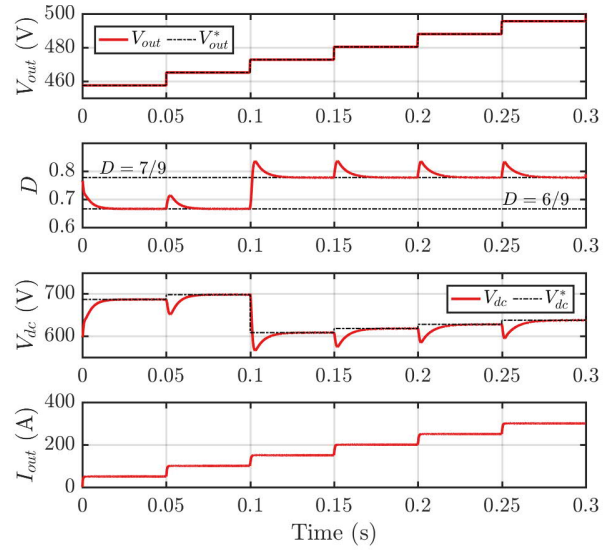 500
480
460
V_out (V)
V_out V*_out
0 0.05 0.1 0.15 0.2 0.25 0.3
0.8
0.7
0.6
D
D = 7/9
D = 6/9
0 0.05 0.1 0.15 0.2 0.25 0.3
700
600
V_dc (V)
V_dc V*_dc
0 0.05 0.1 0.15 0.2 0.25 0.3
400
200
0
I_out (A)
0 0.05 0.1 0.15 0.2 0.25 0.3
Time (s)